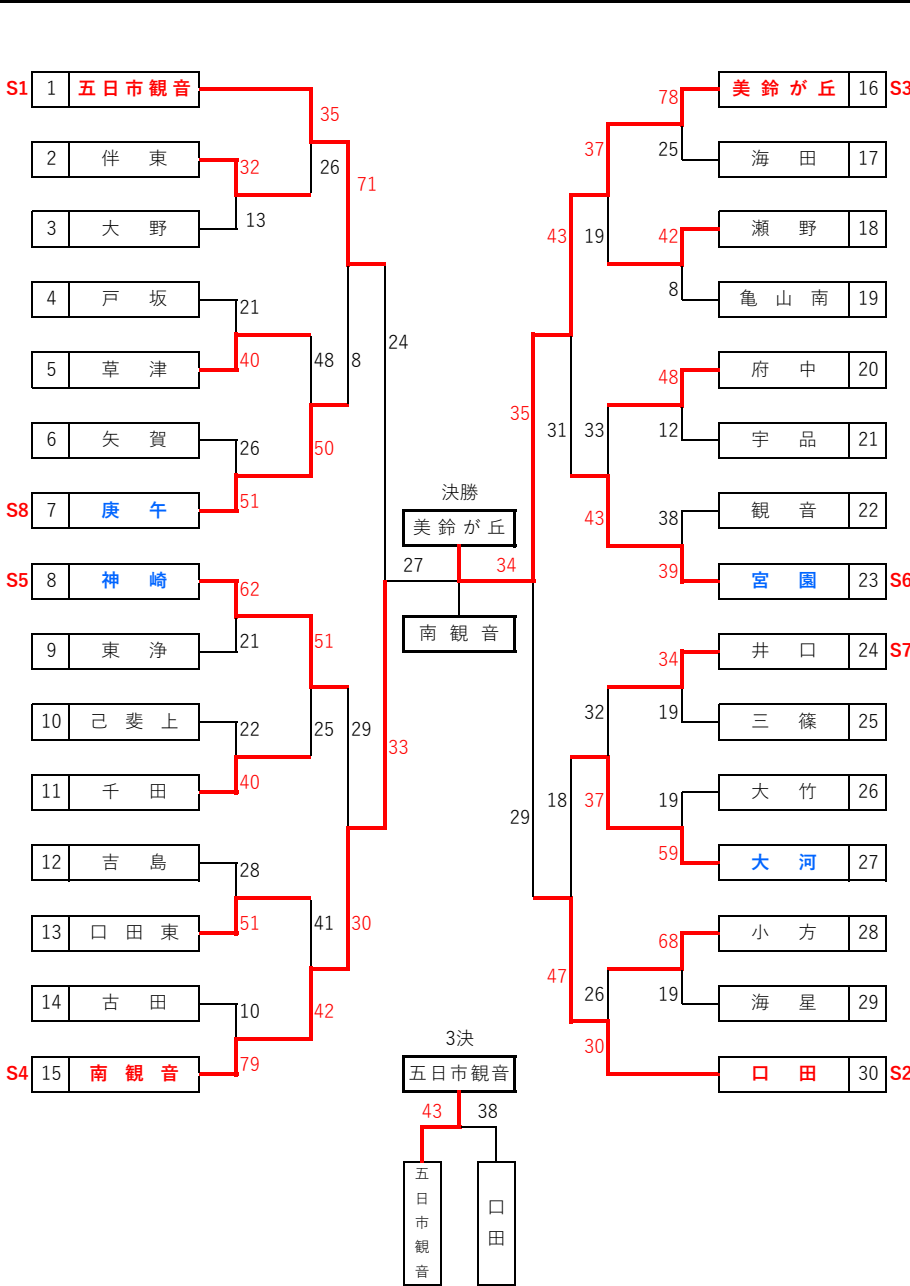 S1 1 五日市観音
35
2 伴東
32
26
71
3 大野
13
4 戸坂
21
24
5 草津
40
48
8
6 矢賀
26
50
S8 7 庚午
51
S5 8 神崎
62
9 東浄
21
51
10 己斐上
22
25
29
33
11 千田
40
12 吉島
28
13 口田東
51
41
30
14 古田
10
42
S4 15 南観音
79
決勝
美鈴が丘
27
34
南観音
3決
五日市観音
43
38
五日市観音
口田
美鈴が丘 16 S3
78
37
25
海田 17
43
19
42
瀬野 18
8
亀山南 19
府中 20
48
35
31
33
12
宇品 21
43
38
観音 22
39
宮園 23 S6
井口 24 S7
34
32
19
三篠 25
29
18
37
19
大竹 26
59
大河 27
小方 28
68
47
26
19
海星 29
30
口田 30 S2